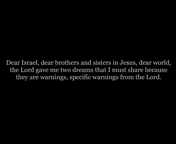 Dear Israel, dear brothers and sisters in Jesus, dear world,
the Lord gave me two dreams that I must share because
they are warnings, specific warnings from the Lord.